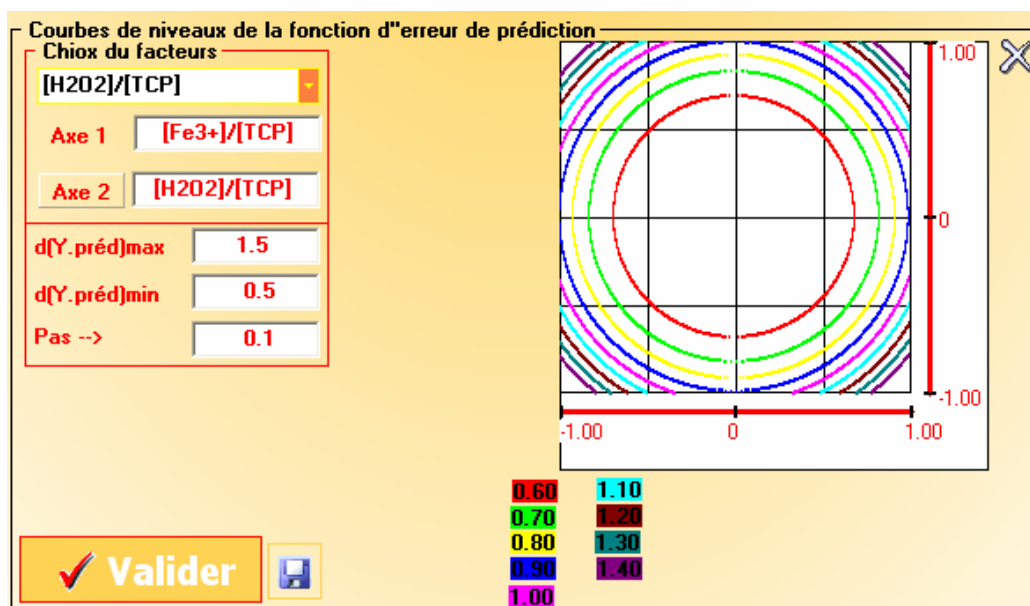 Courbes de niveaux de la fonction d''erreur de prédiction
Chiox du facteurs
[H2O2]/[TCP]
Axe 1 [Fe3+]/[TCP]
Axe 2 [H2O2]/[TCP]
d(Y.préd)max 1.5
d(Y.préd)min 0.5
Pas --> 0.1
Valider
1.00
0
-1.00
-1.00 0 1.00
0.60 1.10
0.70 1.20
0.80 1.30
0.90 1.40
1.00